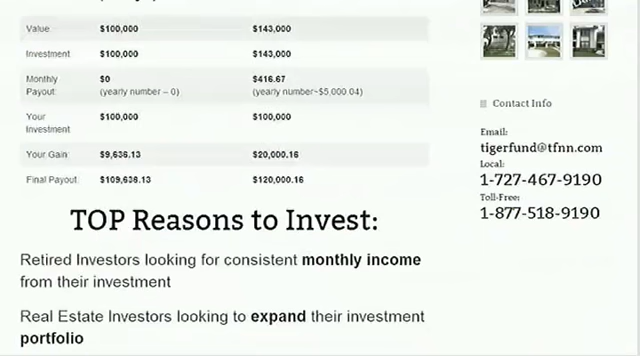 Value $100,000 $143,000
Investment $100,000 $143,000
Monthly $0 $416.67
Payout: (yearly number – 0) (yearly number~$5,000.04)
Your $100,000 $100,000
Investment
Your Gain: $9,636.13 $20,000.16
Final Payout: $109,636.13 $120,000.16
TOP Reasons to Invest:
Retired Investors looking for consistent monthly income
from their investment
Real Estate Investors looking to expand their investment
portfolio
Contact Info
Email:
tigerfund@tfnn.com
Local:
1-727-467-9190
Toll-Free:
1-877-518-9190